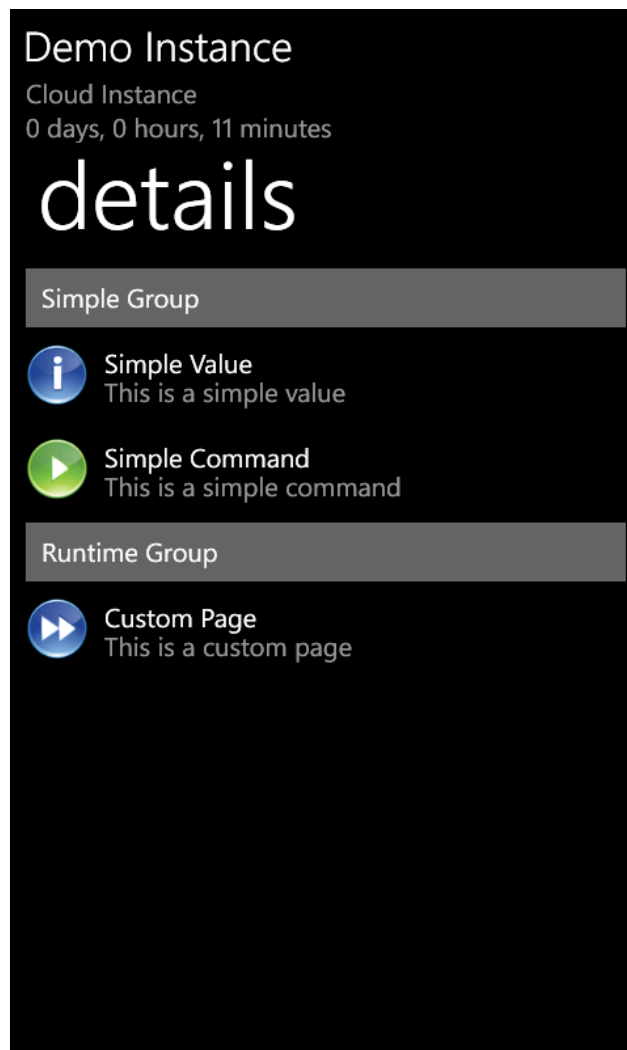 Demo Instance
Cloud Instance
0 days, 0 hours, 11 minutes
details
Simple Group
Simple Value
This is a simple value
Simple Command
This is a simple command
Runtime Group
Custom Page
This is a custom page